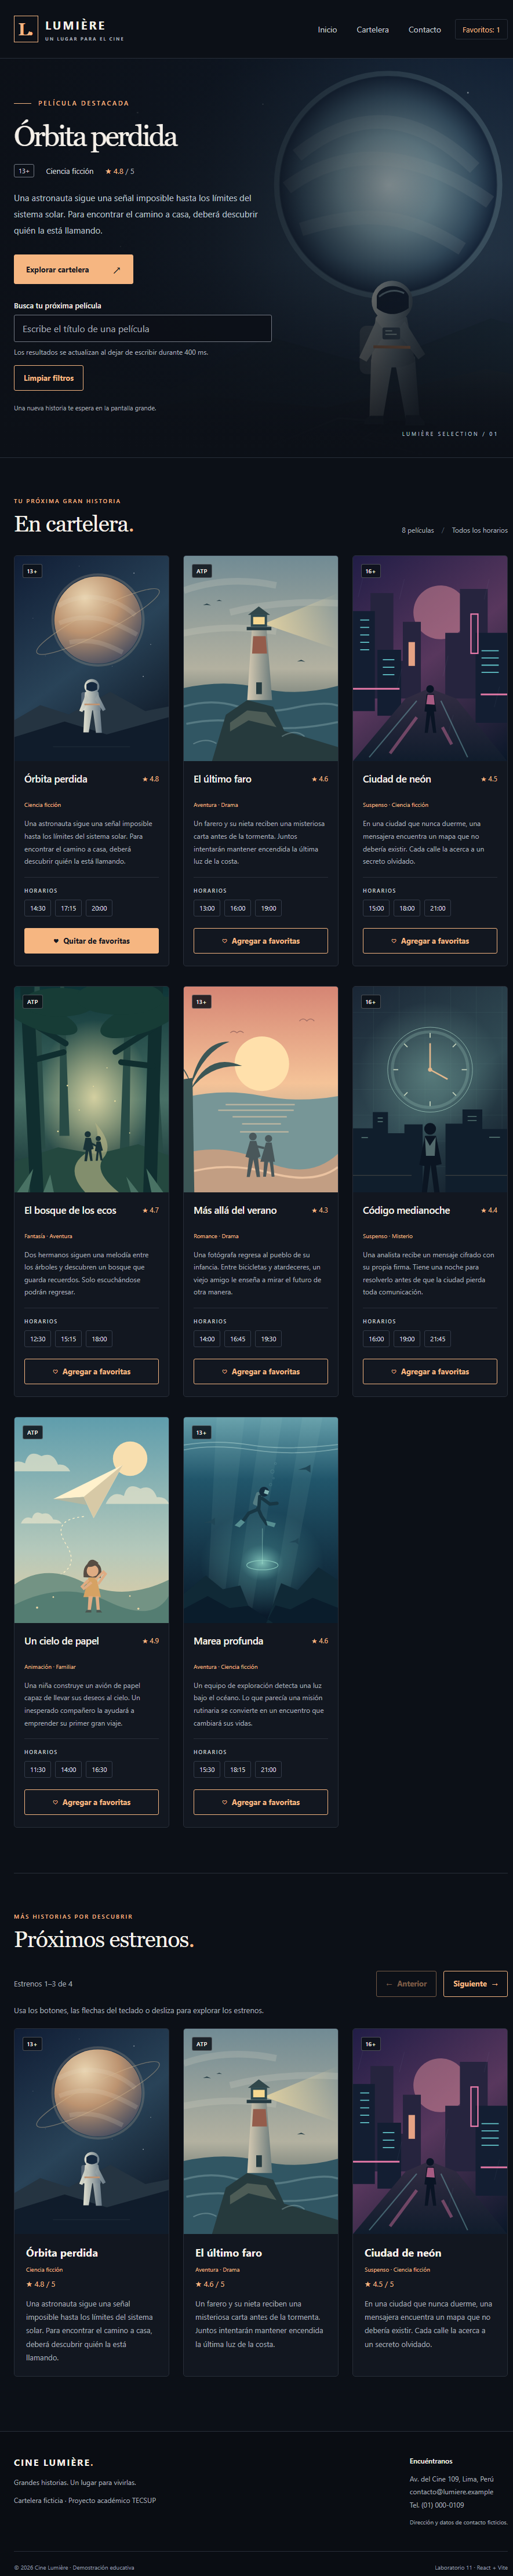 L.
LUMIÈRE
UN LUGAR PARA EL CINE
Inicio
Cartelera
Contacto
Favoritos: 1
PELÍCULA DESTACADA
Órbita perdida
13+
Ciencia ficción
★ 4.8 / 5
Una astronauta sigue una señal imposible hasta los límites del
sistema solar. Para encontrar el camino a casa, deberá descubrir
quién la está llamando.
Explorar cartelera ↗
Busca tu próxima película
Escribe el título de una película
Los resultados se actualizan al dejar de escribir durante 400 ms.
Limpiar filtros
Una nueva historia te espera en la pantalla grande.
LUMIÈRE SELECTION / 01
TU PRÓXIMA GRAN HISTORIA
En cartelera.
8 películas / Todos los horarios
13+
Órbita perdida
★ 4.8
Ciencia ficción
Una astronauta sigue una señal imposible
hasta los límites del sistema solar. Para
encontrar el camino a casa, deberá
descubrir quién la está llamando.
HORARIOS
14:30
17:15
20:00
♥ Quitar de favoritas
ATP
El último faro
★ 4.6
Aventura · Drama
Un farero y su nieta reciben una misteriosa
carta antes de la tormenta. Juntos
intentarán mantener encendida la última
luz de la costa.
HORARIOS
13:00
16:00
19:00
♡ Agregar a favoritas
16+
Ciudad de neón
★ 4.5
Suspenso · Ciencia ficción
En una ciudad que nunca duerme, una
mensajera encuentra un mapa que no
debería existir. Cada calle la acerca a un
secreto olvidado.
HORARIOS
15:00
18:00
21:00
♡ Agregar a favoritas
ATP
El bosque de los ecos
★ 4.7
Fantasía · Aventura
Dos hermanos siguen una melodía entre
los árboles y descubren un bosque que
guarda recuerdos. Solo escuchándose
podrán regresar.
HORARIOS
12:30
15:15
18:00
♡ Agregar a favoritas
13+
Más allá del verano
★ 4.3
Romance · Drama
Una fotógrafa regresa al pueblo de su
infancia. Entre bicicletas y atardeceres, un
viejo amigo le enseña a mirar el futuro de
otra manera.
HORARIOS
14:00
16:45
19:30
♡ Agregar a favoritas
16+
Código medianoche
★ 4.4
Suspenso · Misterio
Una analista recibe un mensaje cifrado con
su propia firma. Tiene una noche para
resolverlo antes de que la ciudad pierda
toda comunicación.
HORARIOS
16:00
19:00
21:45
♡ Agregar a favoritas
ATP
Un cielo de papel
★ 4.9
Animación · Familiar
Una niña construye un avión de papel
capaz de llevar sus deseos al cielo. Un
inesperado compañero la ayudará a
emprender su primer gran viaje.
HORARIOS
11:30
14:00
16:30
♡ Agregar a favoritas
13+
Marea profunda
★ 4.6
Aventura · Ciencia ficción
Un equipo de exploración detecta una luz
bajo el océano. Lo que parecía una misión
rutinaria se convierte en un encuentro que
cambiará sus vidas.
HORARIOS
15:30
18:15
21:00
♡ Agregar a favoritas
MÁS HISTORIAS POR DESCUBRIR
Próximos estrenos.
Estrenos 1–3 de 4
← Anterior
Siguiente →
Usa los botones, las flechas del teclado o desliza para explorar los estrenos.
13+
Órbita perdida
Ciencia ficción
★ 4.8 / 5
Una astronauta sigue una señal
imposible hasta los límites del sistema
solar. Para encontrar el camino a casa,
deberá descubrir quién la está
llamando.
ATP
El último faro
Aventura · Drama
★ 4.6 / 5
Un farero y su nieta reciben una
misteriosa carta antes de la tormenta.
Juntos intentarán mantener encendida
la última luz de la costa.
16+
Ciudad de neón
Suspenso · Ciencia ficción
★ 4.5 / 5
En una ciudad que nunca duerme, una
mensajera encuentra un mapa que no
debería existir. Cada calle la acerca a
un secreto olvidado.
CINE LUMIÈRE.
Grandes historias. Un lugar para vivirlas.
Cartelera ficticia · Proyecto académico TECSUP
Encuéntranos
Av. del Cine 109, Lima, Perú
contacto@lumiere.example
Tel. (01) 000-0109
Dirección y datos de contacto ficticios.
© 2026 Cine Lumière · Demostración educativa
Laboratorio 11 · React + Vite